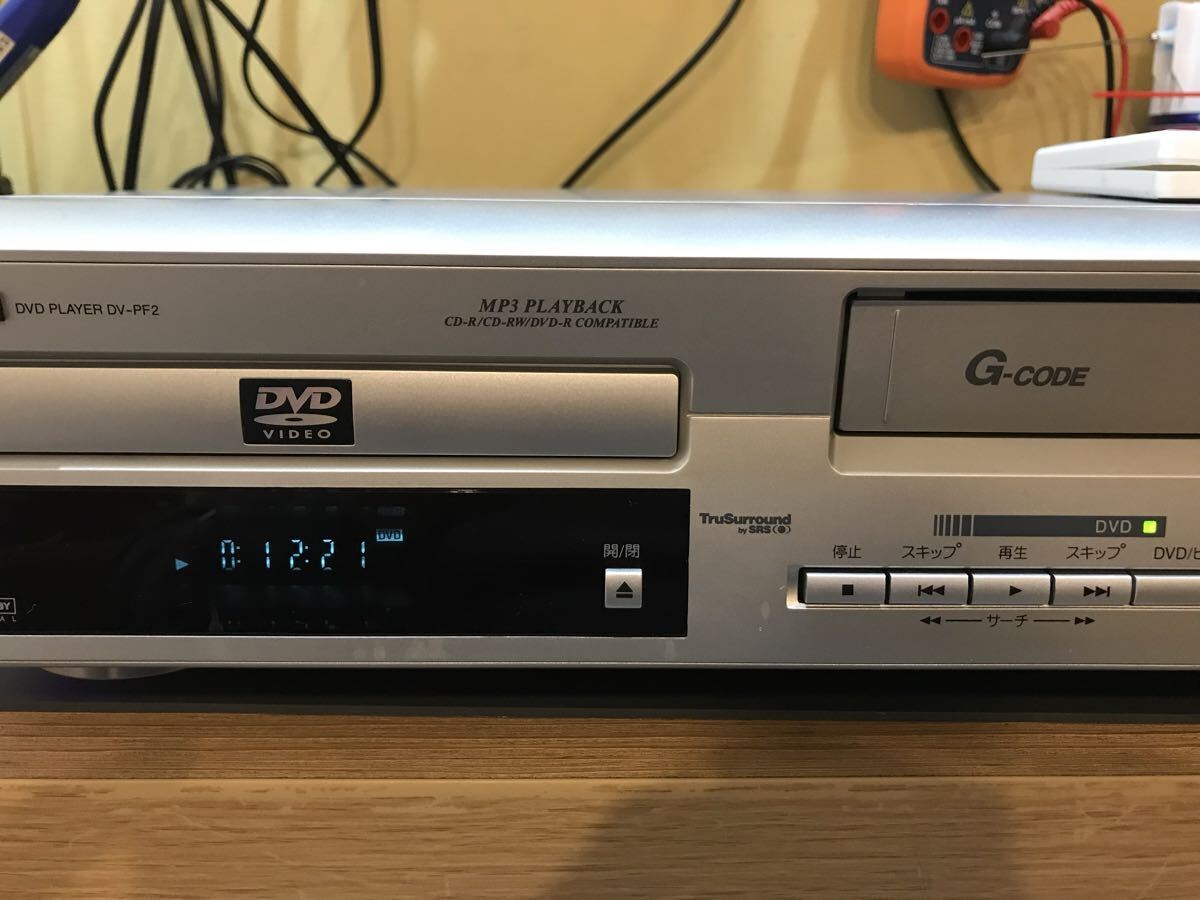 DVD PLAYER DV-PF2
MP3 PLAYBACK
CD-R/CD-RW/DVD-R COMPATIBLE
G-CODE
DVD
VIDEO
0:12:21
DVD
開/閉
TruSurround
by SRS
DVD
停止
スキップ
再生
スキップ
DVD/
サーチ